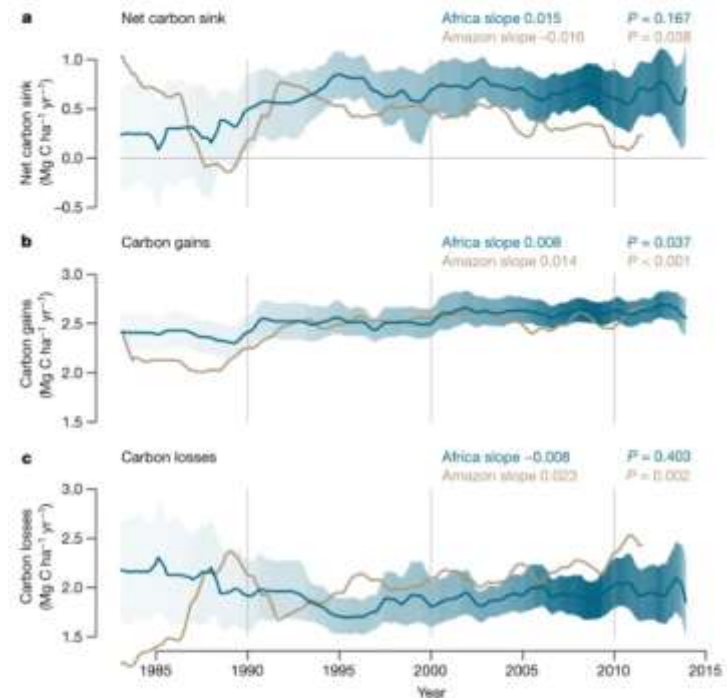 a Net carbon sink Africa slope 0.015 P = 0.167
Amazon slope −0.016 P = 0.038
Net carbon sink
(Mg C ha⁻¹ yr⁻¹)
1.0
0.5
0.0
−0.5
b Carbon gains Africa slope 0.008 P = 0.037
Amazon slope 0.014 P < 0.001
Carbon gains
(Mg C ha⁻¹ yr⁻¹)
3.0
2.5
2.0
1.5
c Carbon losses Africa slope −0.008 P = 0.403
Amazon slope 0.023 P = 0.002
Carbon losses
(Mg C ha⁻¹ yr⁻¹)
3.0
2.5
2.0
1.5
1985 1990 1995 2000 2005 2010 2015
Year